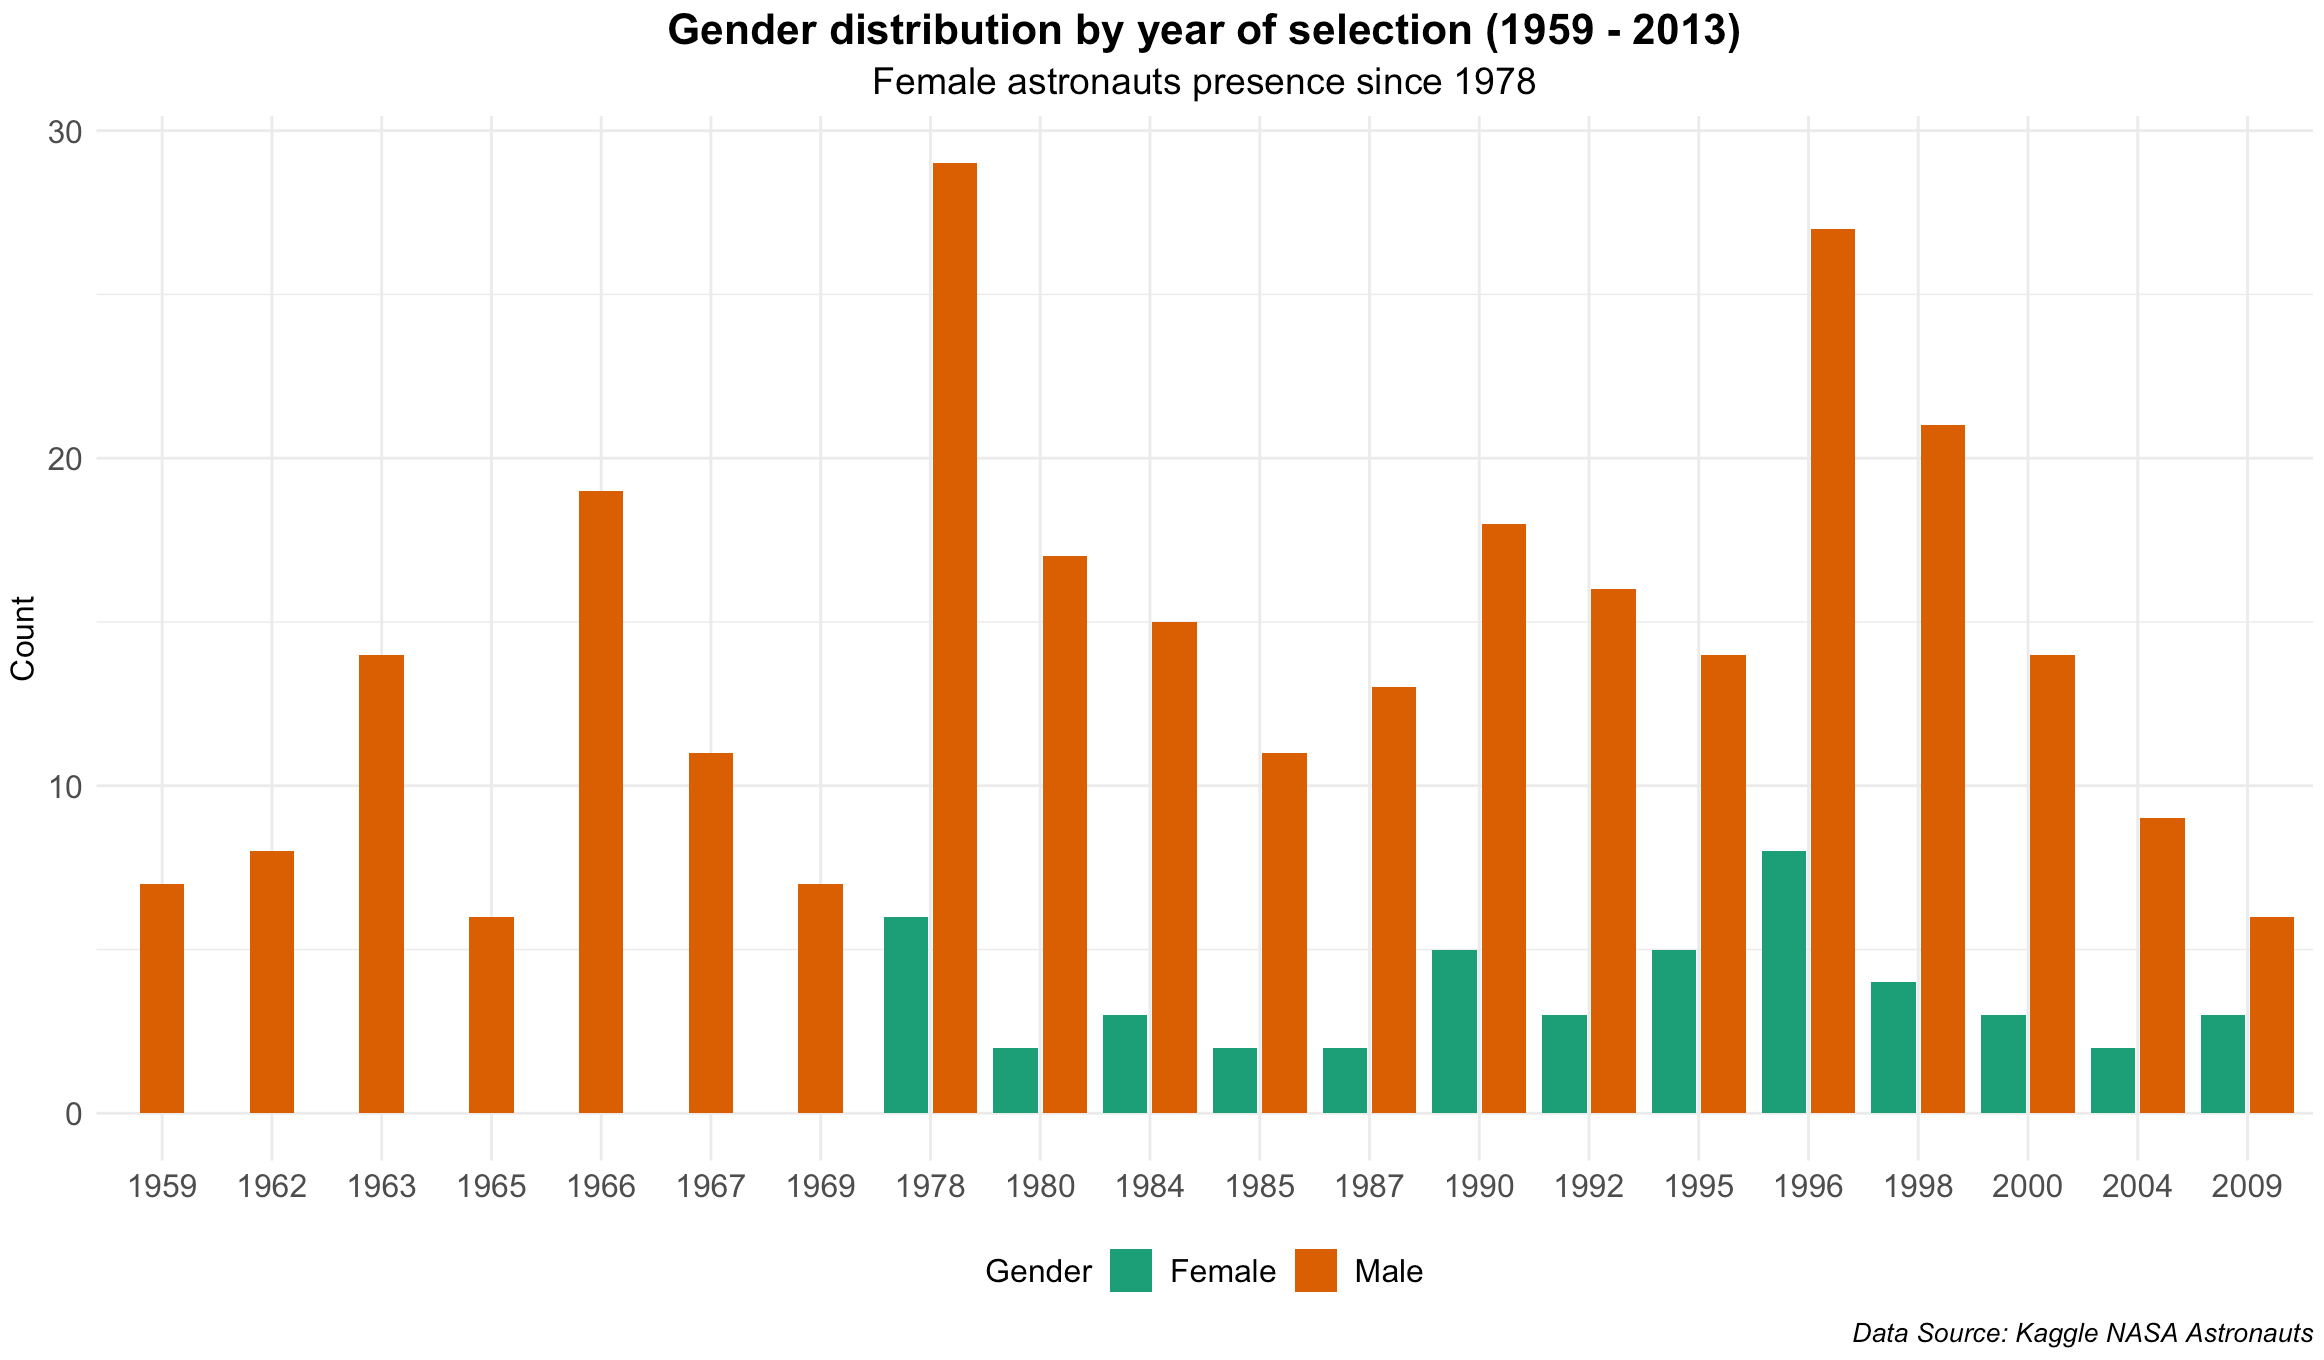 Gender distribution by year of selection (1959 - 2013)
Female astronauts presence since 1978
30
20
10
0
Count
1959 1962 1963 1965 1966 1967 1969 1978 1980 1984 1985 1987 1990 1992 1995 1996 1998 2000 2004 2009
Gender Female Male
Data Source: Kaggle NASA Astronauts